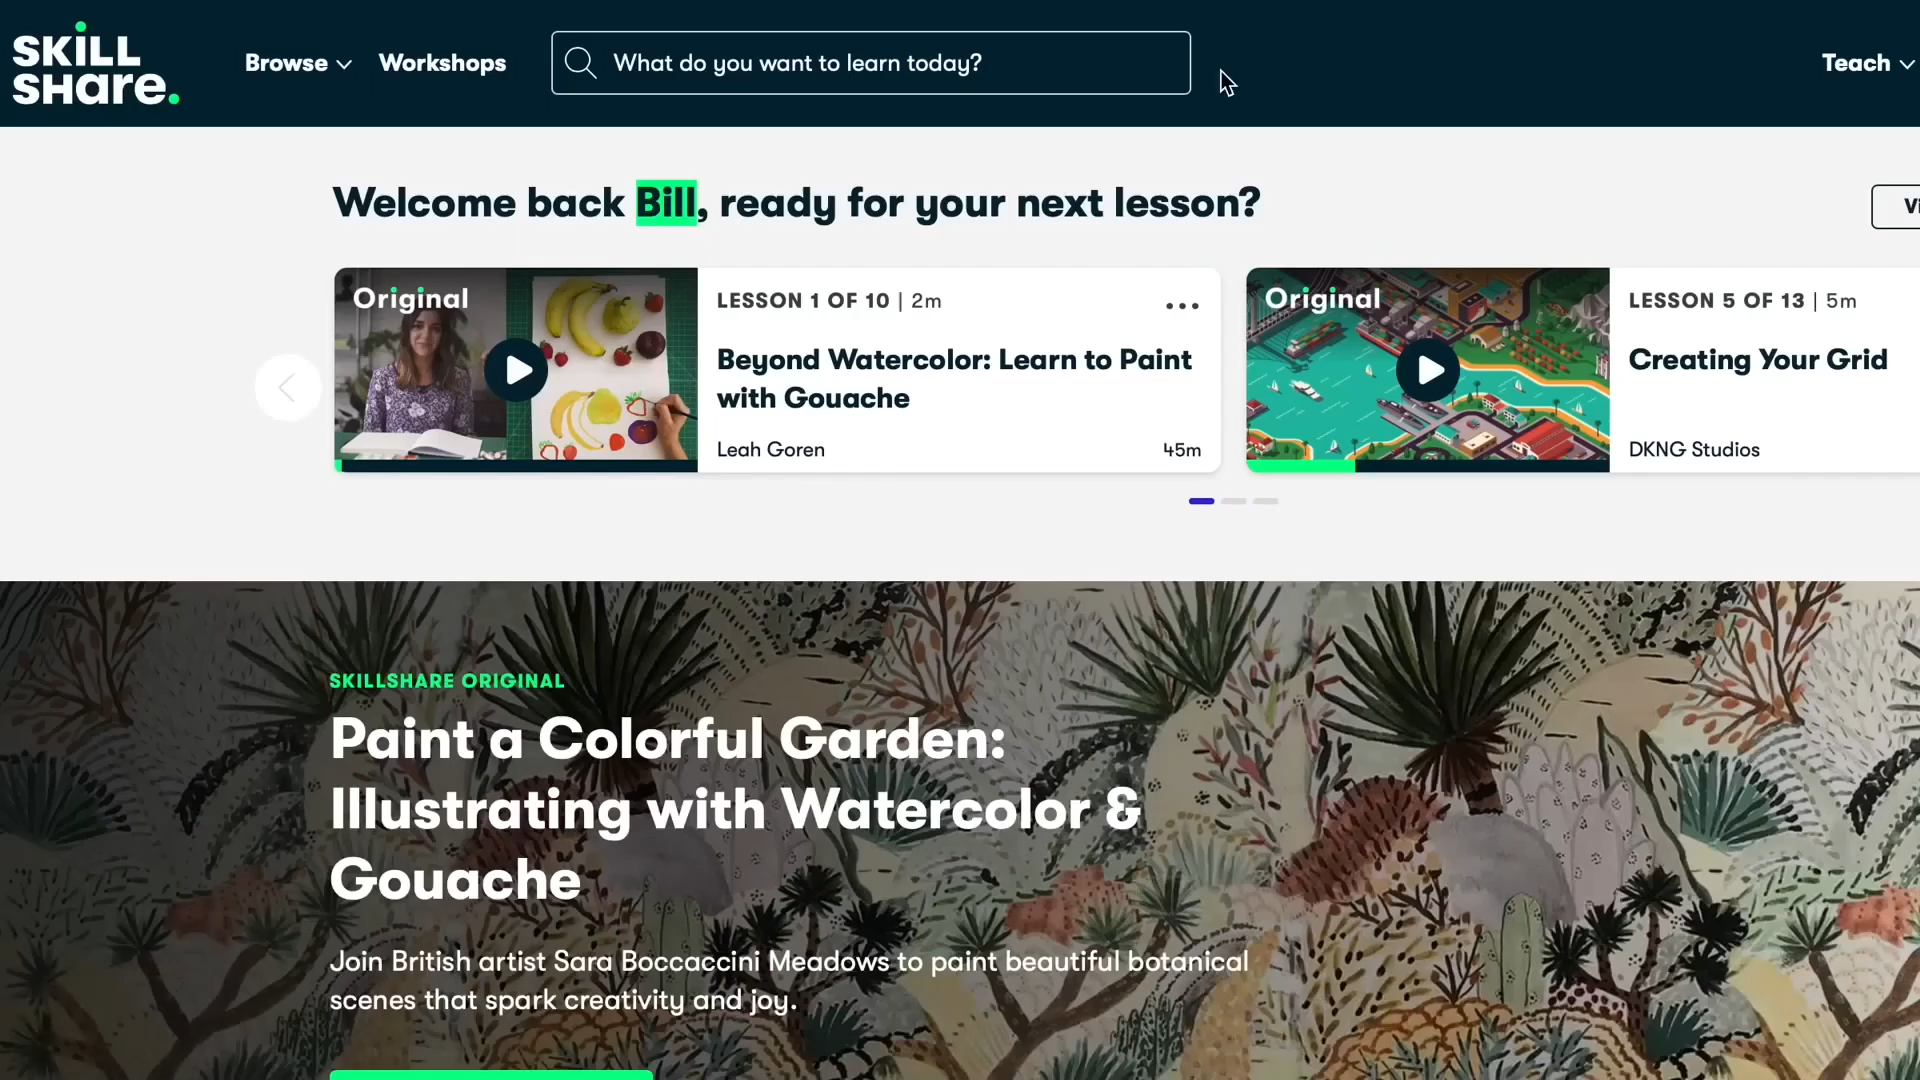 SKILL
SHare.
Browse
Workshops
What do you want to learn today?
Teach
Welcome back Bill, ready for your next lesson?
Original
LESSON 1 OF 10 | 2m
Beyond Watercolor: Learn to Paint
with Gouache
Leah Goren
45m
Original
LESSON 5 OF 13 | 5m
Creating Your Grid
DKNG Studios
SKILLSHARE ORIGINAL
Paint a Colorful Garden:
Illustrating with Watercolor &
Gouache
Join British artist Sara Boccaccini Meadows to paint beautiful botanical
scenes that spark creativity and joy.